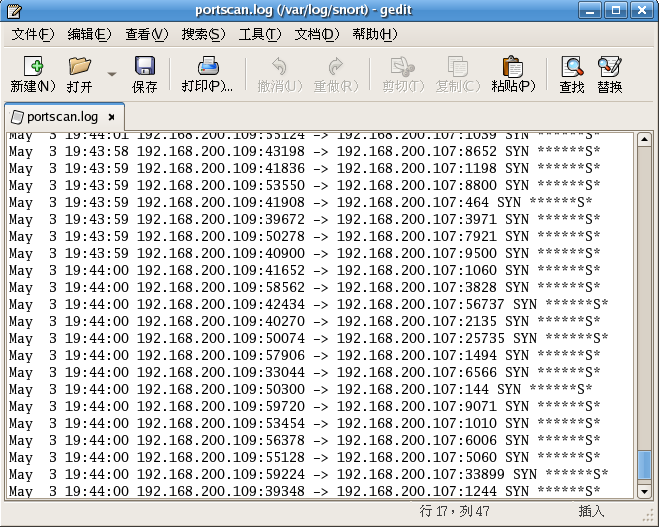 portscan.log (/var/log/snort) - gedit
文件(F) 编辑(E) 查看(V) 搜索(S) 工具(T) 文档(D) 帮助(H)
新建(N) 打开 保存 打印(P)... 撤消(U) 重做(R) 剪切(T) 复制(C) 粘贴(P) 查找 替换
portscan.log ×
May  3 19:44:01 192.168.200.109:55124 -> 192.168.200.107:1039 SYN ******S*
May  3 19:43:58 192.168.200.109:43198 -> 192.168.200.107:8652 SYN ******S*
May  3 19:43:59 192.168.200.109:41836 -> 192.168.200.107:1198 SYN ******S*
May  3 19:43:59 192.168.200.109:53550 -> 192.168.200.107:8800 SYN ******S*
May  3 19:43:59 192.168.200.109:41908 -> 192.168.200.107:464 SYN ******S*
May  3 19:43:59 192.168.200.109:39672 -> 192.168.200.107:3971 SYN ******S*
May  3 19:43:59 192.168.200.109:50278 -> 192.168.200.107:7921 SYN ******S*
May  3 19:43:59 192.168.200.109:40900 -> 192.168.200.107:9500 SYN ******S*
May  3 19:44:00 192.168.200.109:41652 -> 192.168.200.107:1060 SYN ******S*
May  3 19:44:00 192.168.200.109:58562 -> 192.168.200.107:3828 SYN ******S*
May  3 19:44:00 192.168.200.109:42434 -> 192.168.200.107:56737 SYN ******S*
May  3 19:44:00 192.168.200.109:40270 -> 192.168.200.107:2135 SYN ******S*
May  3 19:44:00 192.168.200.109:50074 -> 192.168.200.107:25735 SYN ******S*
May  3 19:44:00 192.168.200.109:57906 -> 192.168.200.107:1494 SYN ******S*
May  3 19:44:00 192.168.200.109:33044 -> 192.168.200.107:6566 SYN ******S*
May  3 19:44:00 192.168.200.109:50300 -> 192.168.200.107:144 SYN ******S*
May  3 19:44:00 192.168.200.109:59720 -> 192.168.200.107:9071 SYN ******S*
May  3 19:44:00 192.168.200.109:53454 -> 192.168.200.107:1010 SYN ******S*
May  3 19:44:00 192.168.200.109:56378 -> 192.168.200.107:6006 SYN ******S*
May  3 19:44:00 192.168.200.109:55128 -> 192.168.200.107:5060 SYN ******S*
May  3 19:44:00 192.168.200.109:59224 -> 192.168.200.107:33899 SYN ******S*
May  3 19:44:00 192.168.200.109:39348 -> 192.168.200.107:1244 SYN ******S*
行 17，列 47 插入